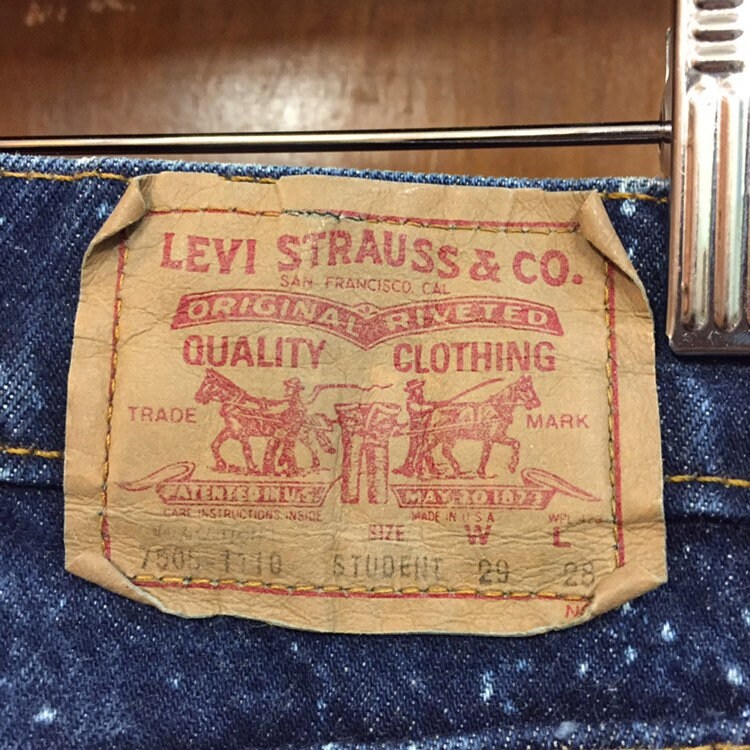 LEVI STRAUSS & CO.
SAN FRANCISCO, CAL
ORIGINAL RIVETED
QUALITY CLOTHING
TRADE MARK
PATENTED IN U.S. MAY 20 1873
CARE INSTRUCTIONS INSIDE MADE IN U S A
SIZE W L
STUDENT 29 28